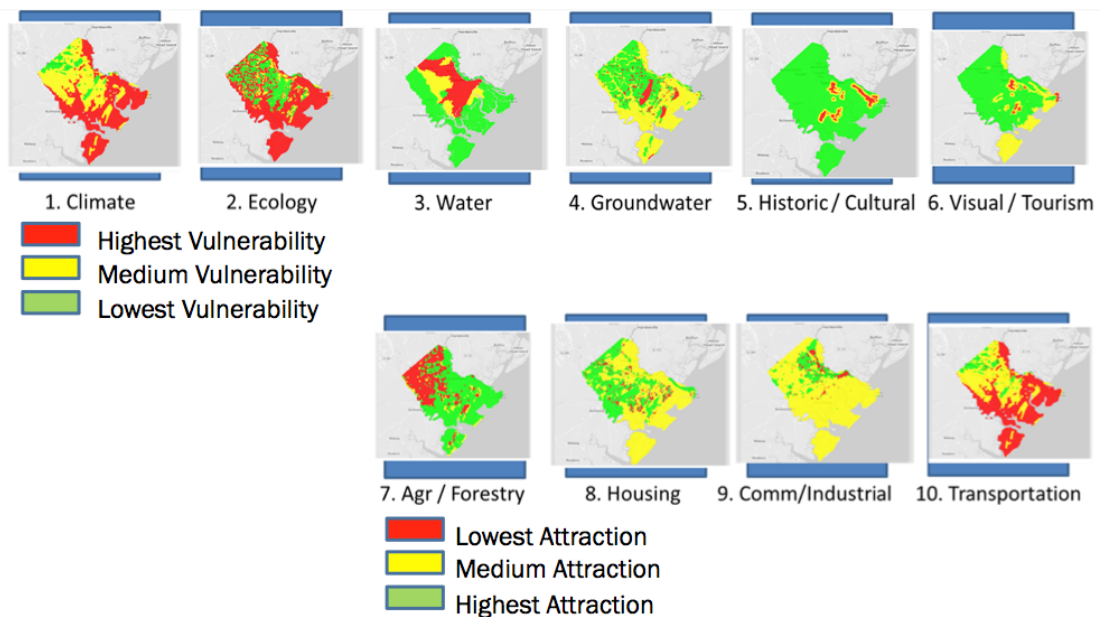 1. Climate
2. Ecology
3. Water
4. Groundwater
5. Historic / Cultural
6. Visual / Tourism
Highest Vulnerability
Medium Vulnerability
Lowest Vulnerability
7. Agr / Forestry
8. Housing
9. Comm/Industrial
10. Transportation
Lowest Attraction
Medium Attraction
Highest Attraction